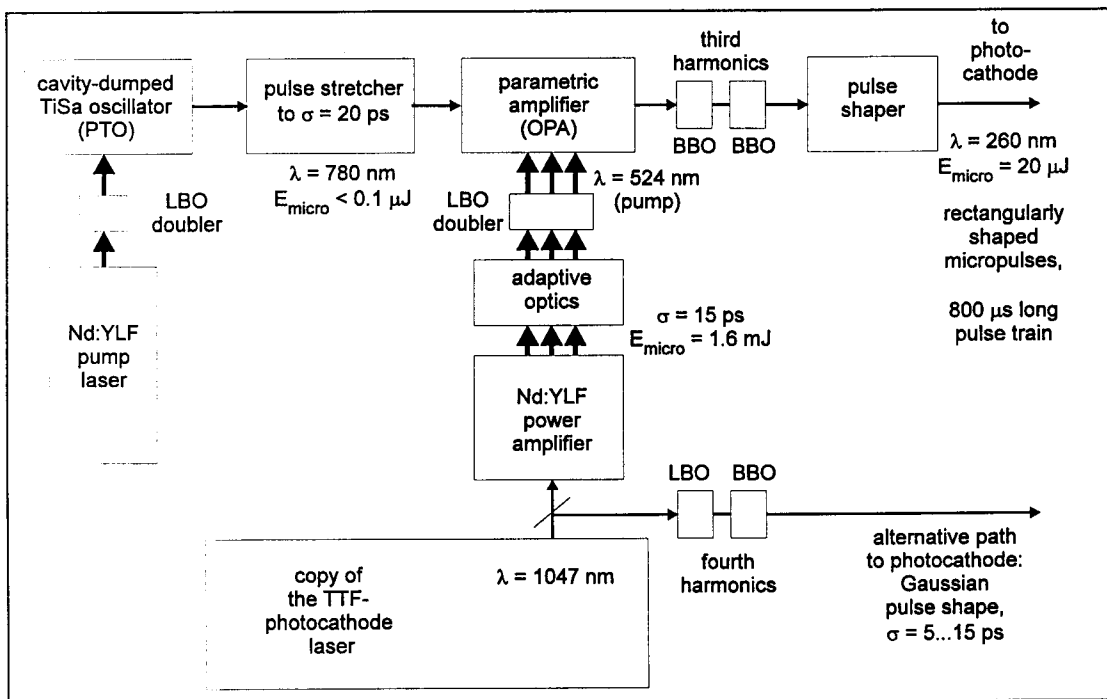 cavity-dumped
TiSa oscillator
(PTO)
pulse stretcher
to σ = 20 ps
parametric
amplifier
(OPA)
third
harmonics
BBO BBO
pulse
shaper
to
photo-
cathode
λ = 260 nm
E micro = 20 µJ
rectangularly
shaped
micropulses,
800 µs long
pulse train
λ = 780 nm
E micro < 0.1 µJ
LBO
doubler
LBO
doubler
λ = 524 nm
(pump)
adaptive
optics
σ = 15 ps
E micro = 1.6 mJ
Nd:YLF
pump
laser
Nd:YLF
power
amplifier
LBO BBO
fourth
harmonics
alternative path
to photocathode:
Gaussian
pulse shape,
σ = 5...15 ps
copy of
the TTF-
photocathode
laser
λ = 1047 nm